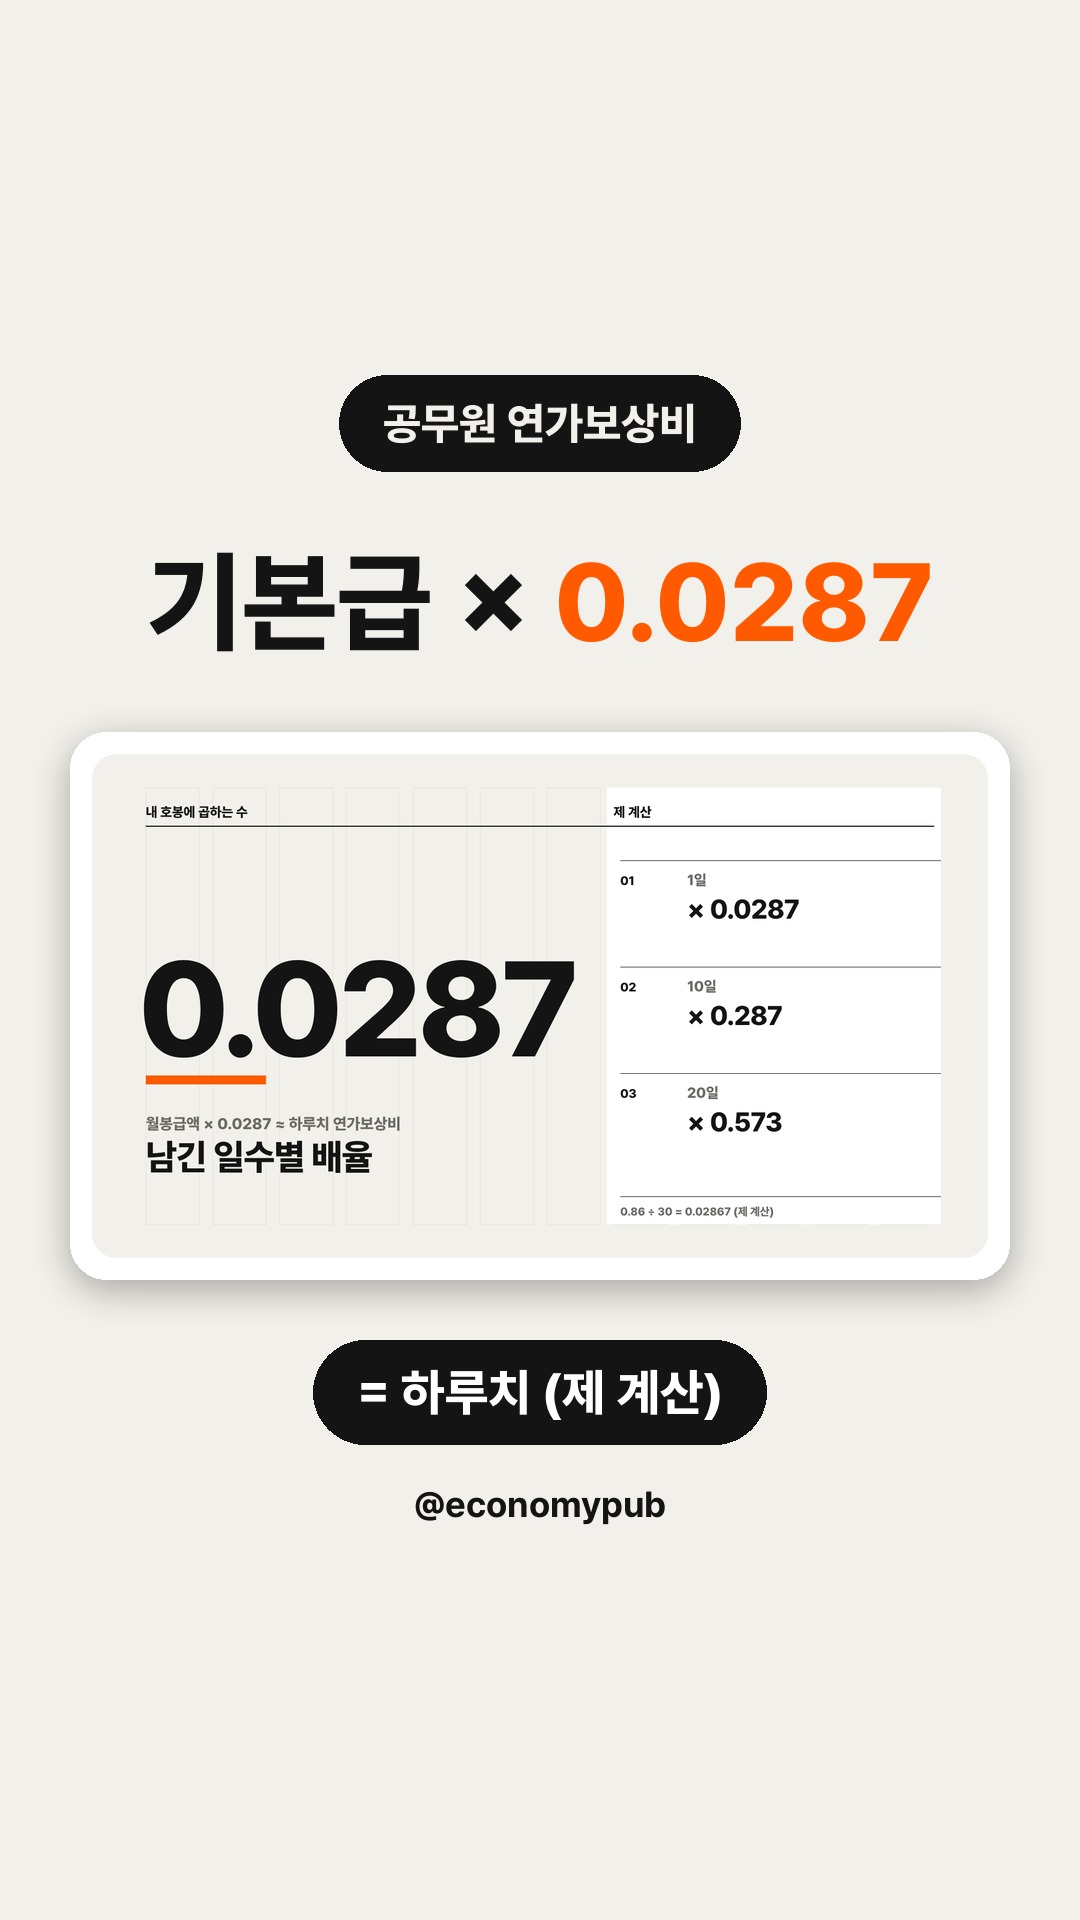 공무원 연가보상비
기본급 × 0.0287
내 호봉에 곱하는 수
0.0287
월봉급액 × 0.0287 ≈ 하루치 연가보상비
남긴 일수별 배율
제 계산
01 1일
× 0.0287
02 10일
× 0.287
03 20일
× 0.573
0.86 ÷ 30 = 0.02867 (제 계산)
= 하루치 (제 계산)
@economypub